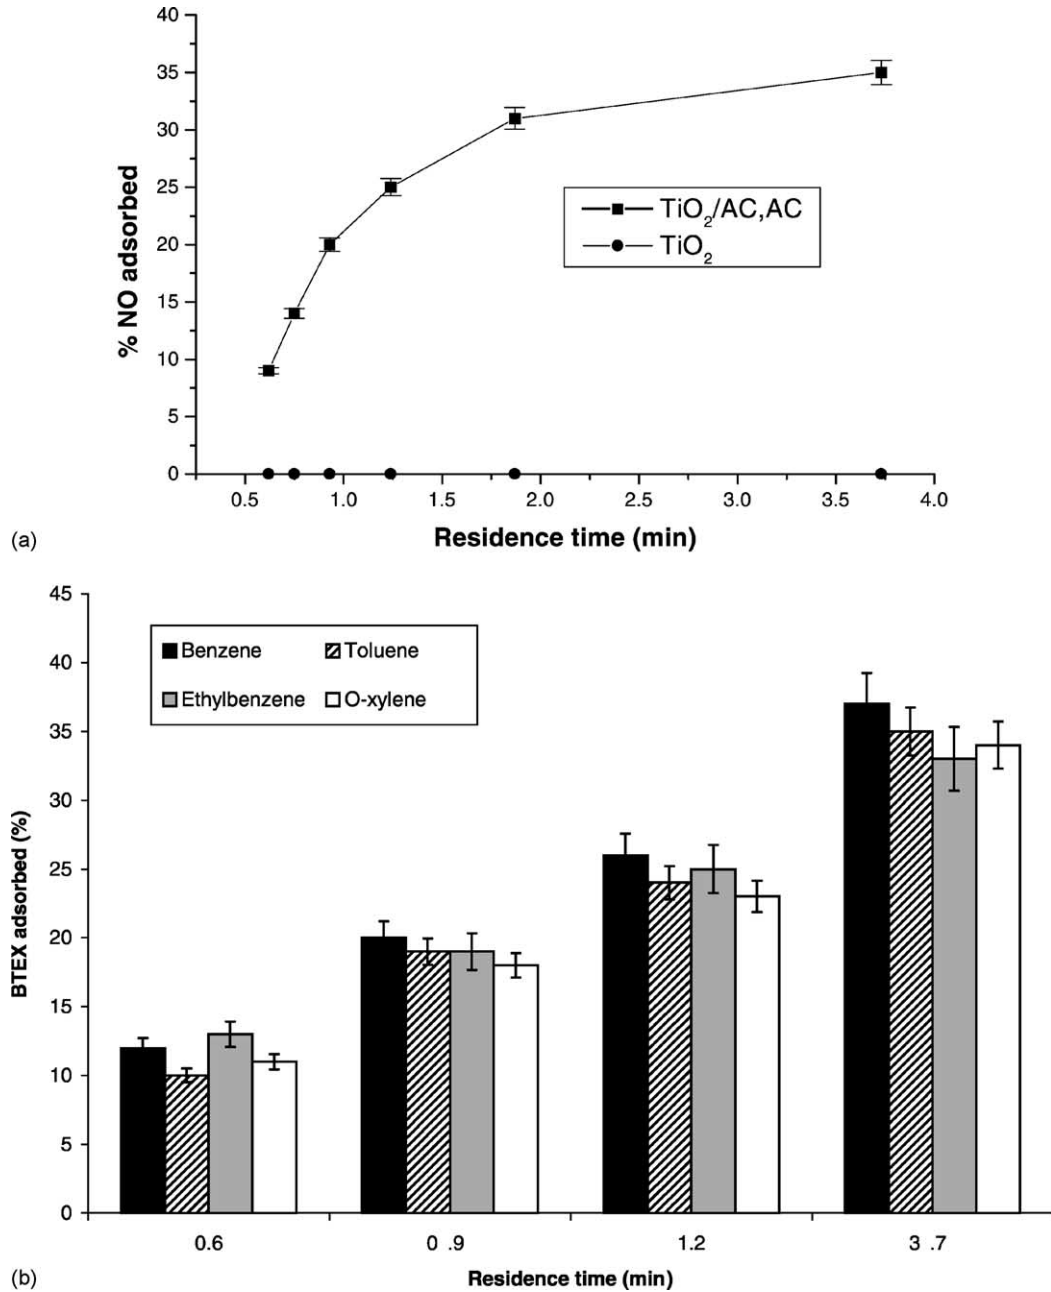 40
35
30
25
20
15
10
5
0
% NO adsorbed
TiO2/AC,AC
TiO2
0.5 1.0 1.5 2.0 2.5 3.0 3.5 4.0
Residence time (min)
(a)
45
40
35
30
25
20
15
10
5
0
BTEX adsorbed (%)
Benzene Toluene
Ethylbenzene O-xylene
0.6 0 .9 1.2 3 .7
Residence time (min)
(b)